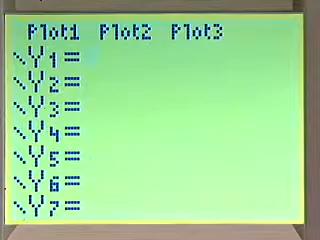 Plot1 Plot2 Plot3
\Y1=
\Y2=
\Y3=
\Y4=
\Y5=
\Y6=
\Y7=